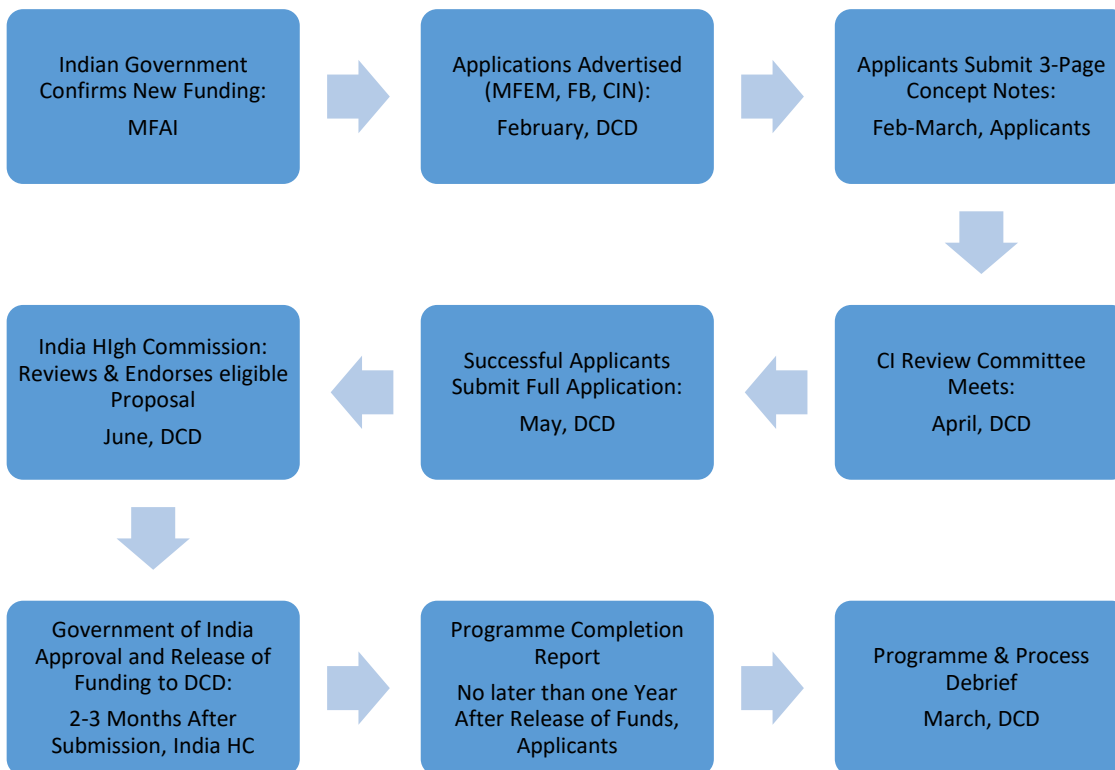 Indian Government
Confirms New Funding:
MFAI
Applications Advertised
(MFEM, FB, CIN):
February, DCD
Applicants Submit 3-Page
Concept Notes:
Feb-March, Applicants
CI Review Committee
Meets:
April, DCD
Successful Applicants
Submit Full Application:
May, DCD
India HIgh Commission:
Reviews & Endorses eligible
Proposal
June, DCD
Government of India
Approval and Release of
Funding to DCD:
2-3 Months After
Submission, India HC
Programme Completion
Report
No later than one Year
After Release of Funds,
Applicants
Programme & Process
Debrief
March, DCD